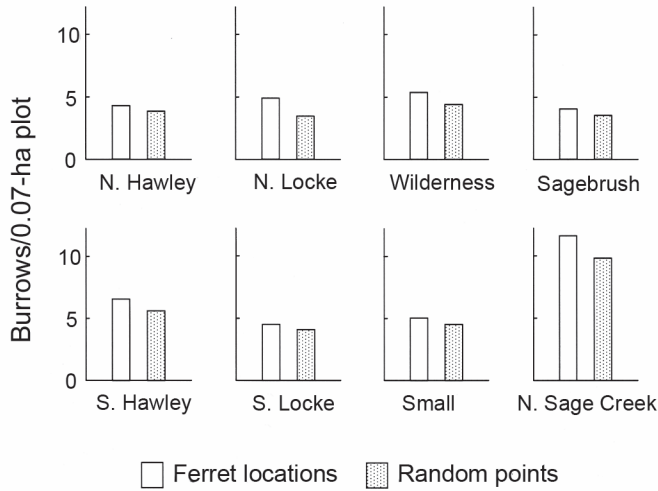 Burrows/0.07-ha plot
10
5
0
N. Hawley
N. Locke
Wilderness
Sagebrush
10
5
0
S. Hawley
S. Locke
Small
N. Sage Creek
Ferret locations
Random points